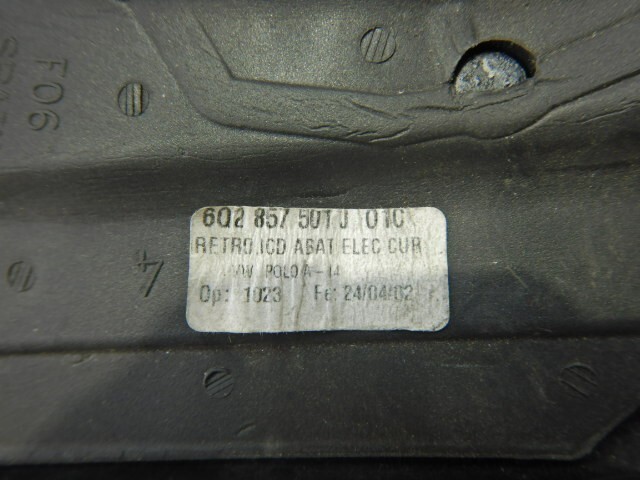 F06
4
6Q2 857 501 J 01C
RETRO.ICD ABAT ELEC CUR
VW POLO A-14
Op: 1023 Fe: 24/04/02